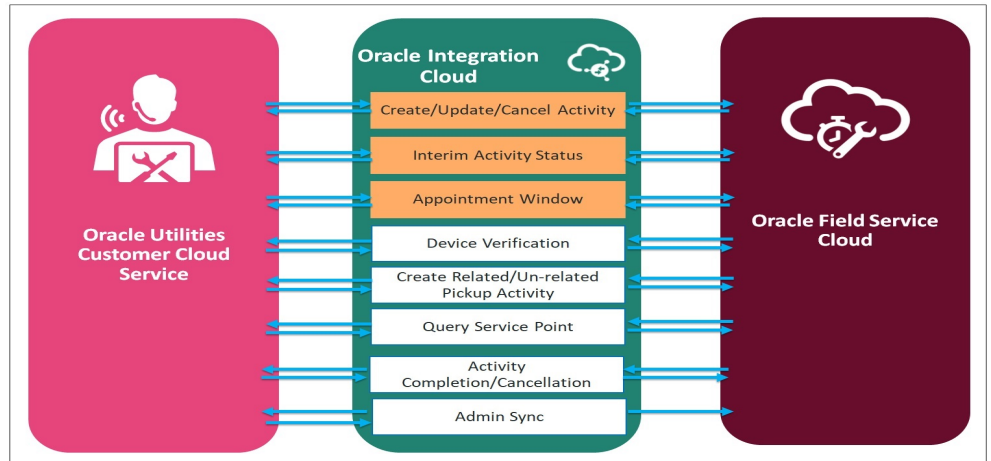 Oracle Utilities
Customer Cloud
Service
Oracle Integration
Cloud
Create/Update/Cancel Activity
Interim Activity Status
Appointment Window
Device Verification
Create Related/Un-related
Pickup Activity
Query Service Point
Activity
Completion/Cancellation
Admin Sync
Oracle Field Service
Cloud